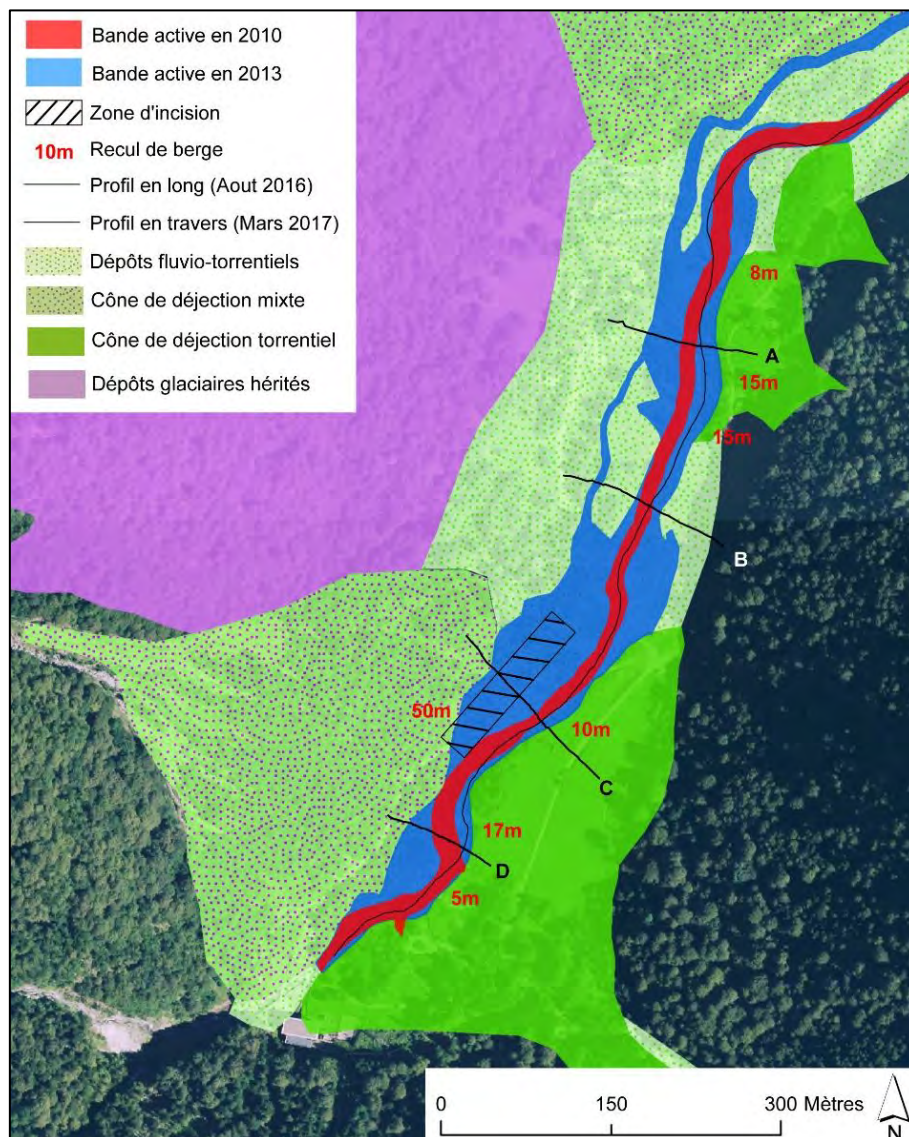 Bande active en 2010
Bande active en 2013
Zone d'incision
10m Recul de berge
Profil en long (Aout 2016)
Profil en travers (Mars 2017)
Dépôts fluvio-torrentiels
Cône de déjection mixte
Cône de déjection torrentiel
Dépôts glaciaires hérités
8m
A
15m
15m
B
50m
10m
C
17m
D
5m
0 150 300 Mètres
N